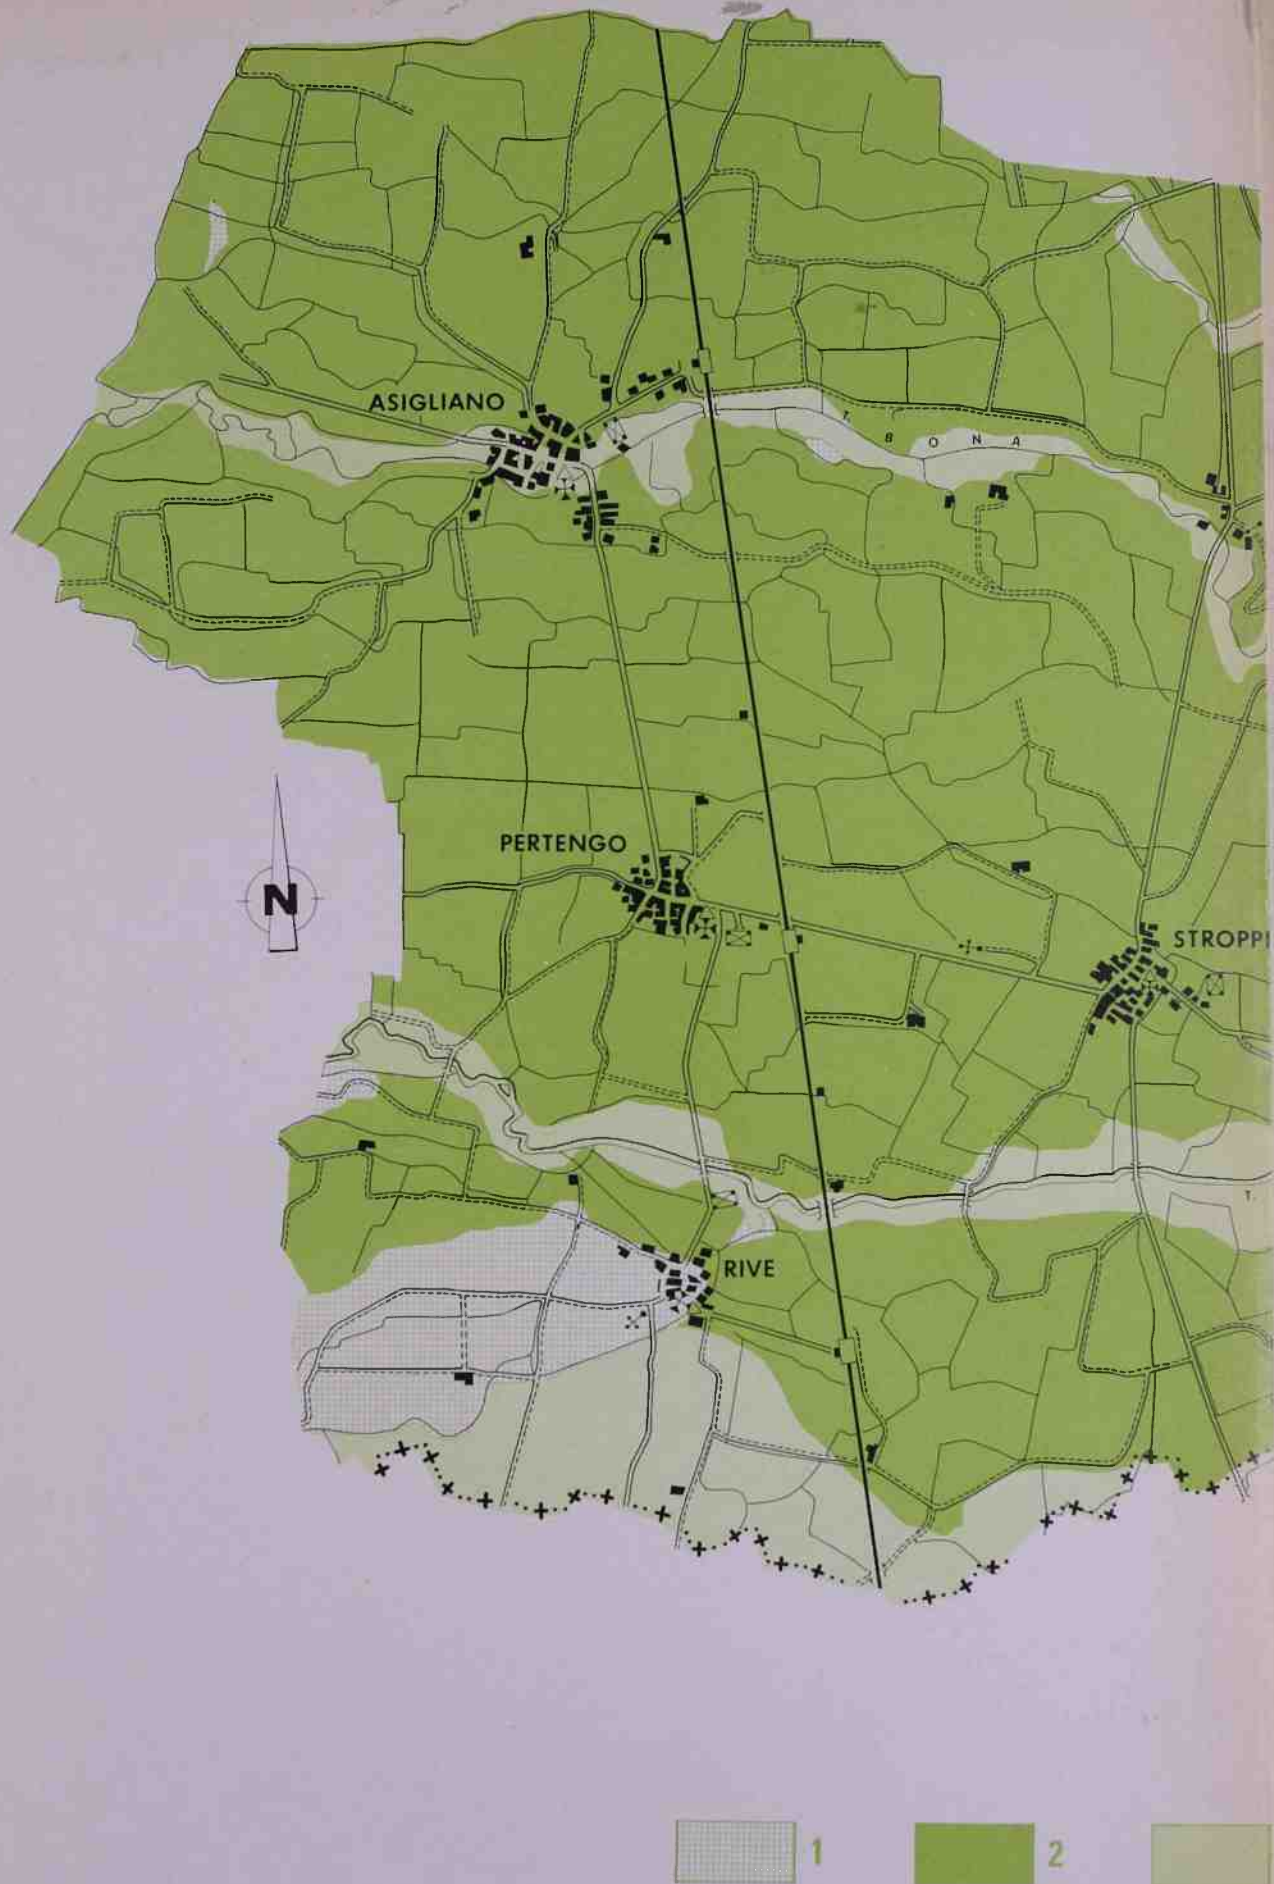 ASIGLIANO
T. BONA
PERTENGO
N
STROPPI
T.
RIVE
1
2